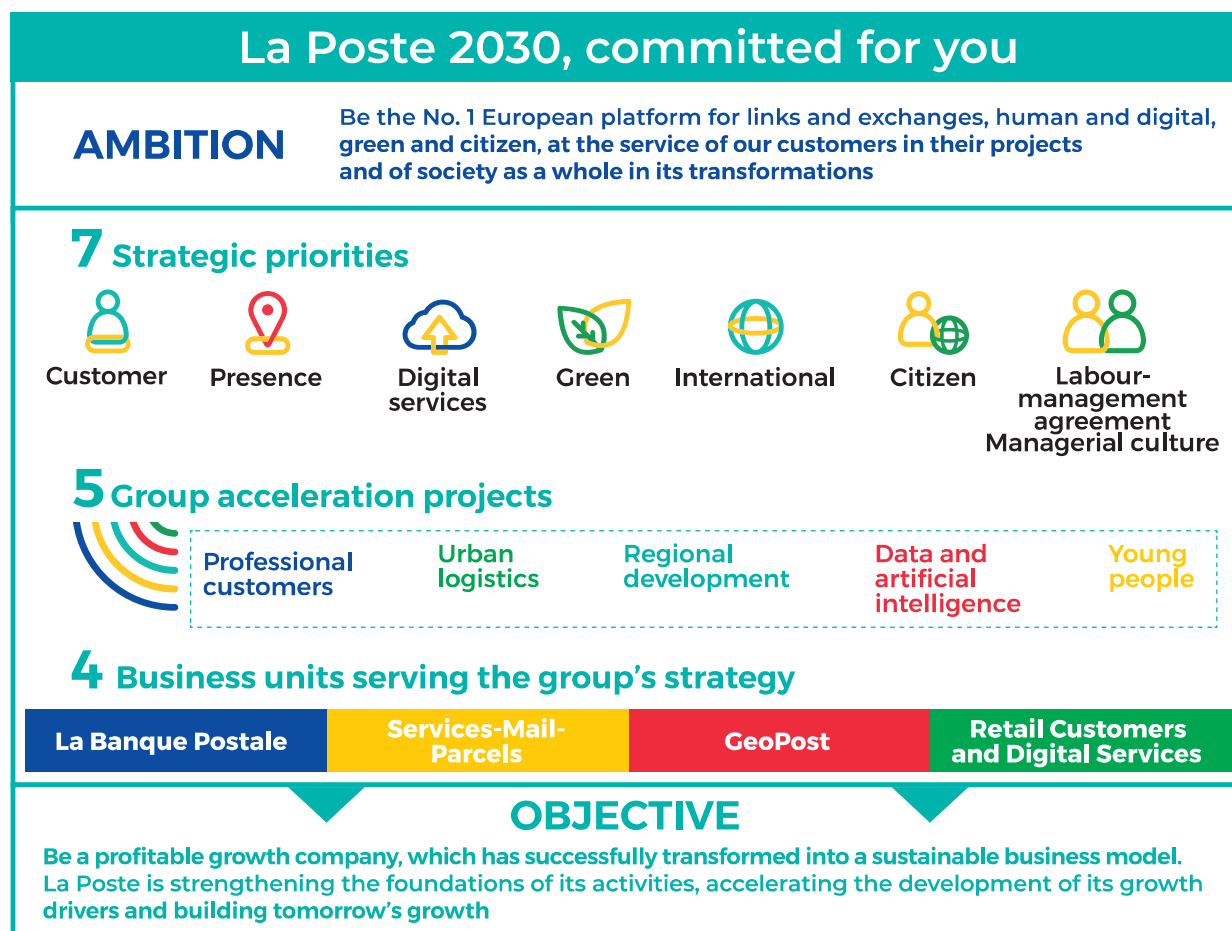 La Poste 2030, committed for you
AMBITION
Be the No. 1 European platform for links and exchanges, human and digital,
green and citizen, at the service of our customers in their projects
and of society as a whole in its transformations
7 Strategic priorities
Customer
Presence
Digital
services
Green
International
Citizen
Labour-
management
agreement
Managerial culture
5 Group acceleration projects
Professional
customers
Urban
logistics
Regional
development
Data and
artificial
intelligence
Young
people
4 Business units serving the group's strategy
La Banque Postale
Services-Mail-
Parcels
GeoPost
Retail Customers
and Digital Services
OBJECTIVE
Be a profitable growth company, which has successfully transformed into a sustainable business model.
La Poste is strengthening the foundations of its activities, accelerating the development of its growth
drivers and building tomorrow's growth